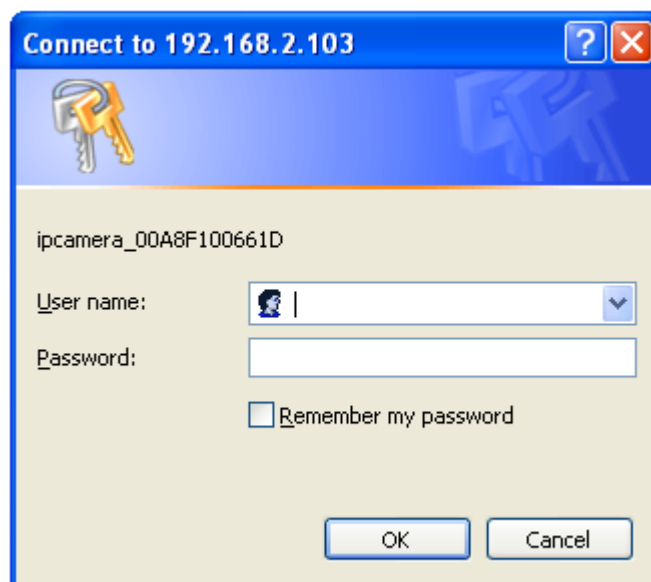 Connect to 192.168.2.103
ipcamera_00A8F100661D
User name:
Password:
Remember my password
OK Cancel